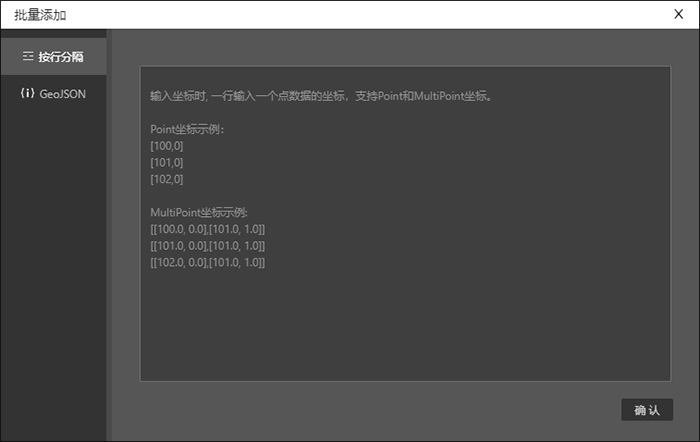 批量添加
X
按行分隔
GeoJSON
输入坐标时, 一行输入一个点数据的坐标，支持Point和MultiPoint坐标。
Point坐标示例：
[100,0]
[101,0]
[102,0]
MultiPoint坐标示例:
[[100.0, 0.0],[101.0, 1.0]]
[[101.0, 0.0],[101.0, 1.0]]
[[102.0, 0.0],[101.0, 1.0]]
确 认